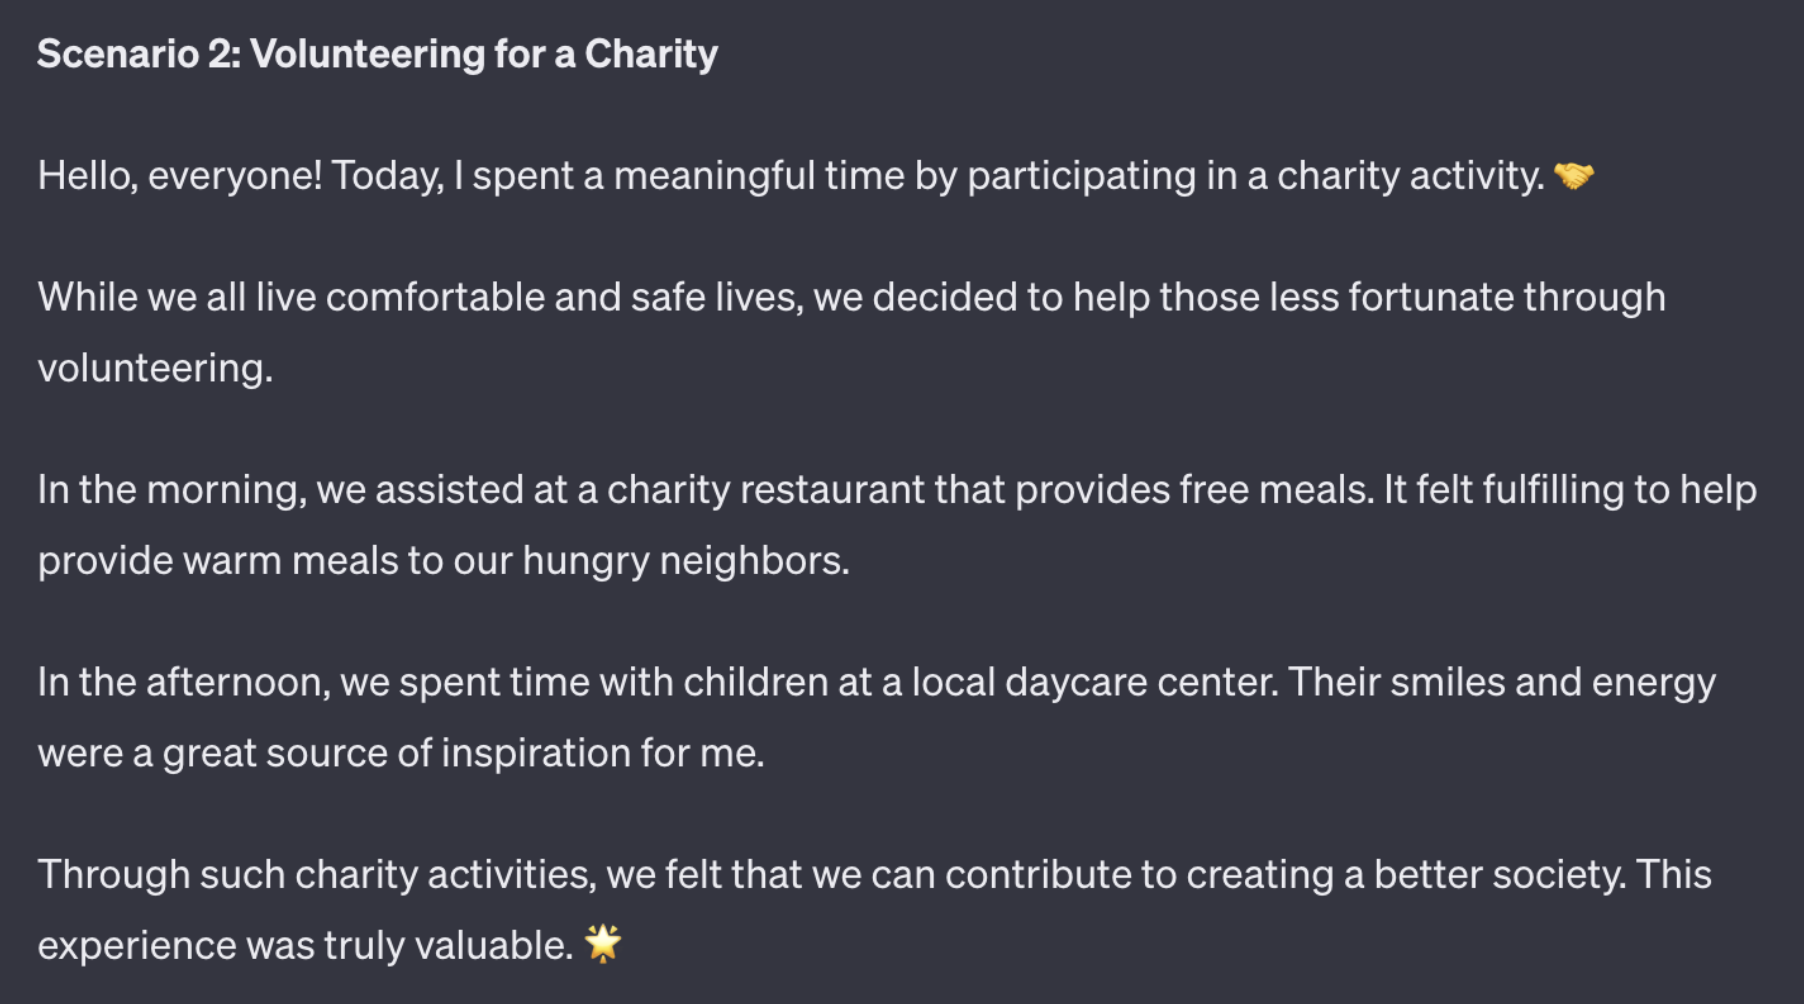 Scenario 2: Volunteering for a Charity
Hello, everyone! Today, I spent a meaningful time by participating in a charity activity. 🤝
While we all live comfortable and safe lives, we decided to help those less fortunate through
volunteering.
In the morning, we assisted at a charity restaurant that provides free meals. It felt fulfilling to help
provide warm meals to our hungry neighbors.
In the afternoon, we spent time with children at a local daycare center. Their smiles and energy
were a great source of inspiration for me.
Through such charity activities, we felt that we can contribute to creating a better society. This
experience was truly valuable. 🌟